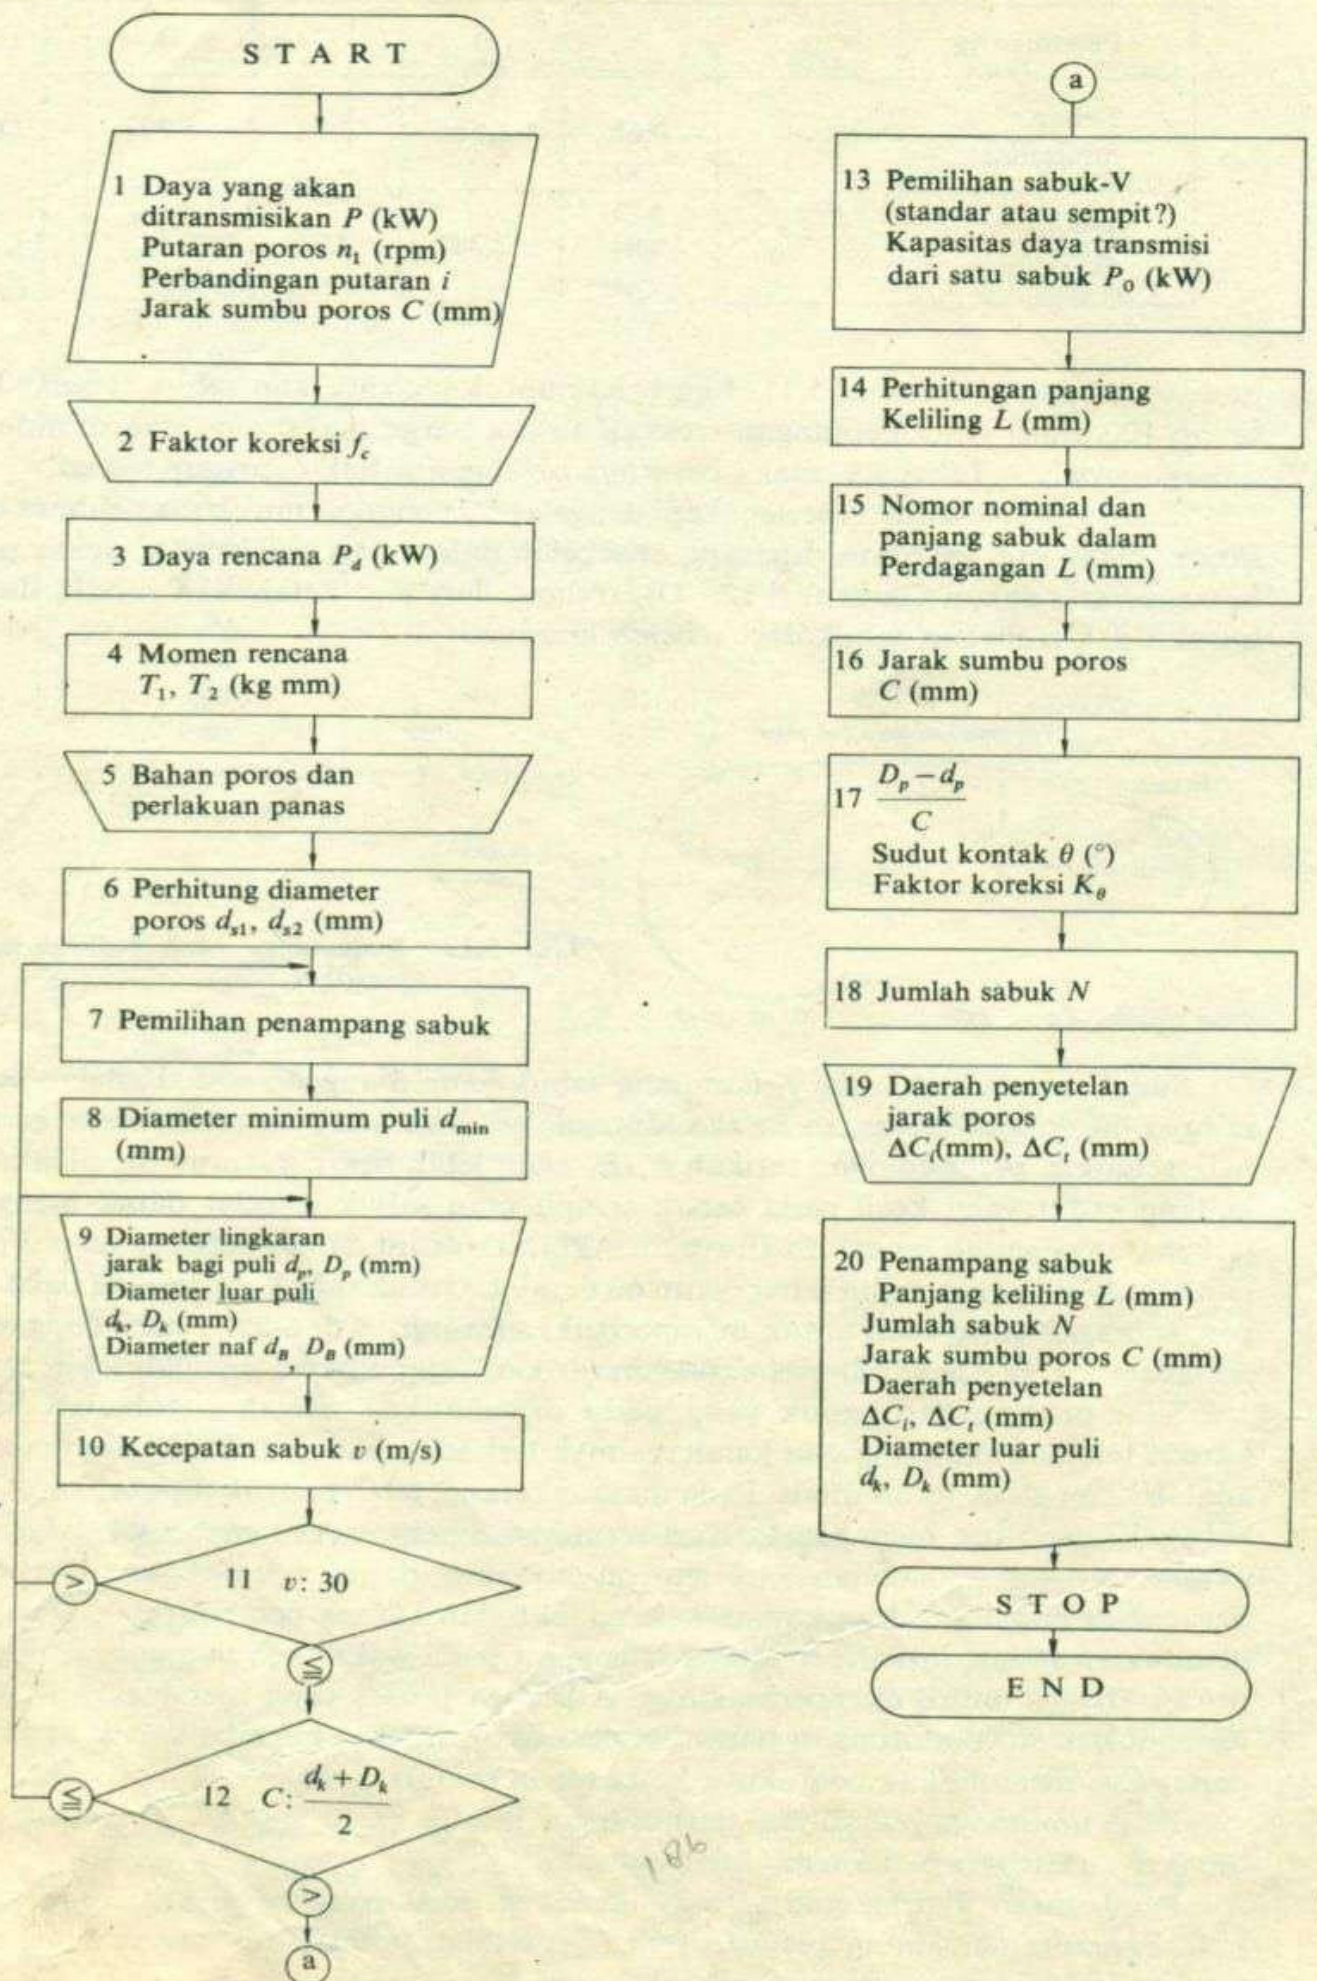 START
1 Daya yang akan
ditransmisikan P (kW)
Putaran poros n₁ (rpm)
Perbandingan putaran i
Jarak sumbu poros C (mm)
2 Faktor koreksi f_c
3 Daya rencana P_d (kW)
4 Momen rencana
T₁, T₂ (kg mm)
5 Bahan poros dan
perlakuan panas
6 Perhitung diameter
poros d_s1, d_s2 (mm)
7 Pemilihan penampang sabuk
8 Diameter minimum puli d_min
(mm)
9 Diameter lingkaran
jarak bagi puli d_p, D_p (mm)
Diameter luar puli
d_k, D_k (mm)
Diameter naf d_B, D_B (mm)
10 Kecepatan sabuk v (m/s)
11 v: 30
>
≦
12 C: (d_k + D_k)/2
≦
>
a
a
13 Pemilihan sabuk-V
(standar atau sempit?)
Kapasitas daya transmisi
dari satu sabuk P₀ (kW)
14 Perhitungan panjang
Keliling L (mm)
15 Nomor nominal dan
panjang sabuk dalam
Perdagangan L (mm)
16 Jarak sumbu poros
C (mm)
17 (D_p − d_p)/C
Sudut kontak θ (°)
Faktor koreksi K_θ
18 Jumlah sabuk N
19 Daerah penyetelan
jarak poros
ΔC_i(mm), ΔC_t (mm)
20 Penampang sabuk
Panjang keliling L (mm)
Jumlah sabuk N
Jarak sumbu poros C (mm)
Daerah penyetelan
ΔC_i, ΔC_t (mm)
Diameter luar puli
d_k, D_k (mm)
STOP
END
186